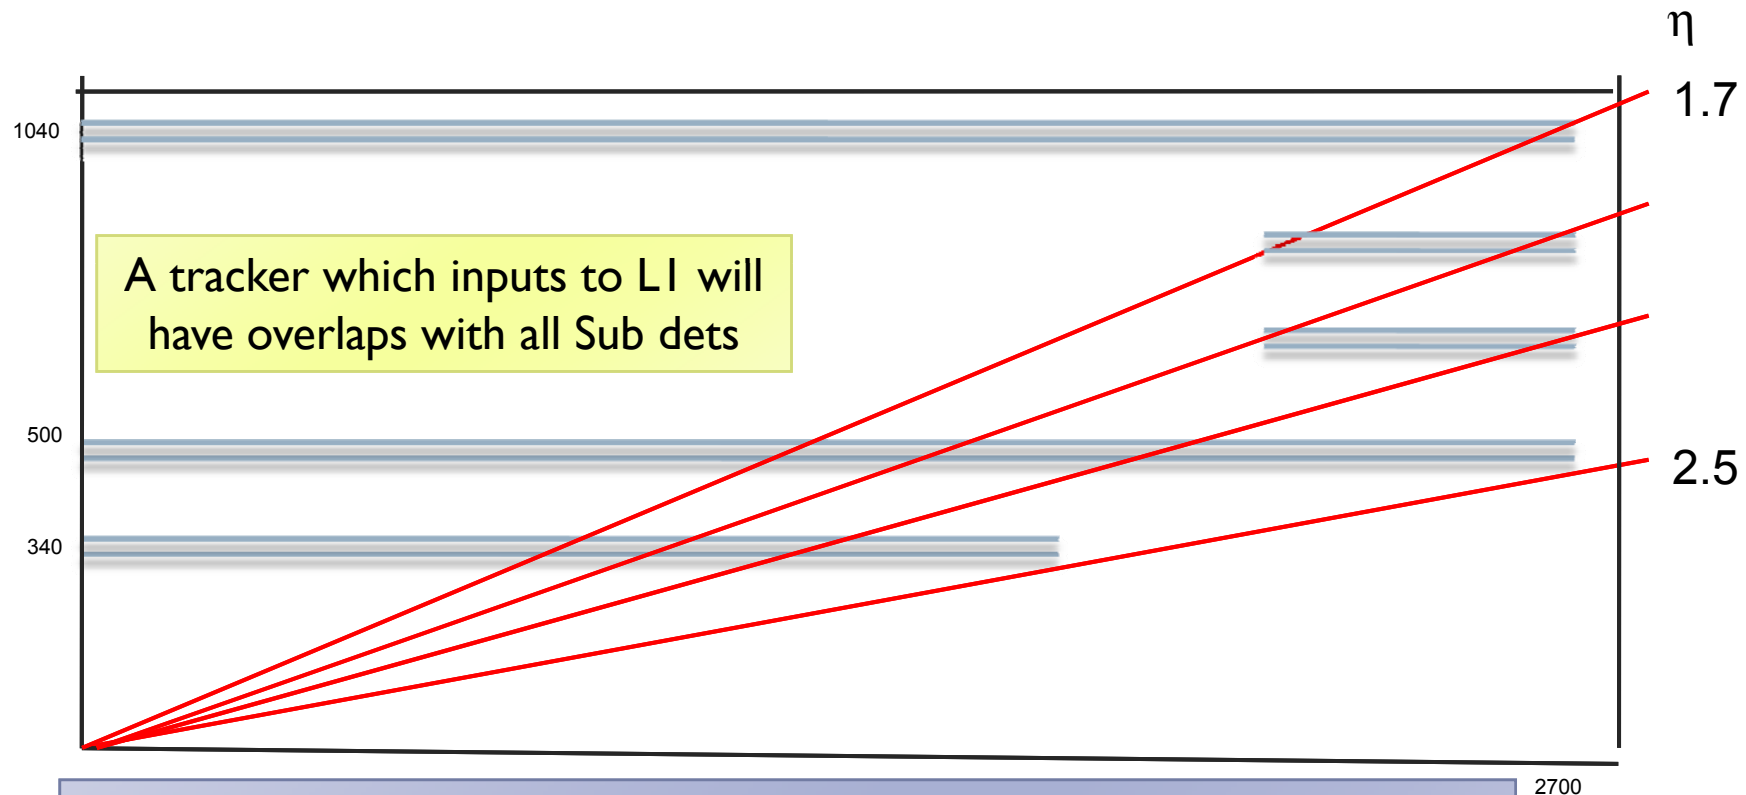 η
1.7
1040
A tracker which inputs to L1 will
have overlaps with all Sub dets
500
2.5
340
2700